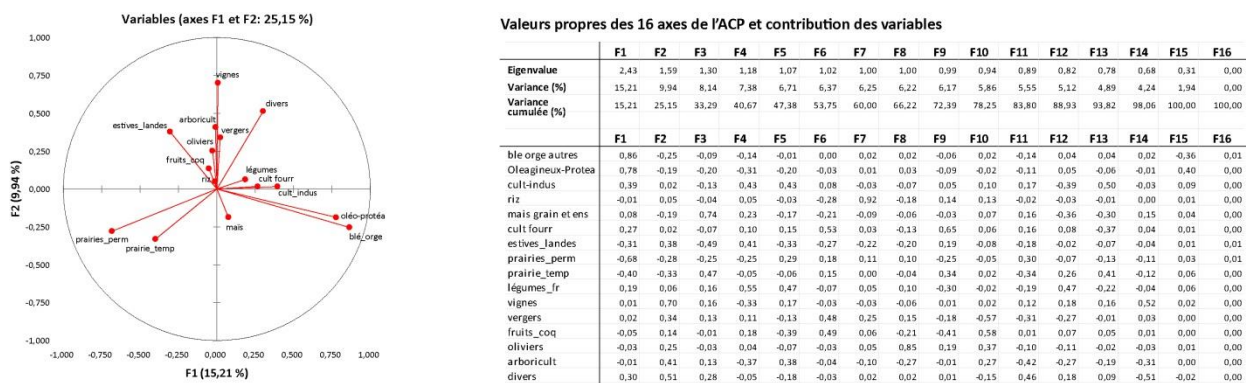 Variables (axes F1 et F2: 25,15 %)
1,000
vignes
0,750
divers
0,500
estives_landes
arboricult
vergers
oliviers
0,250
fruits_coq
légumes
cult fourr
riz
0,000
cult_indus
oléo-protéa
maïs
blé_orge
-0,250
prairies_perm
prairie_temp
-0,500
-0,750
-1,000
F2 (9,94 %)
-1,000 -0,750 -0,500 -0,250 0,000 0,250 0,500 0,750 1,000
F1 (15,21 %)
Valeurs propres des 16 axes de l’ACP et contribution des variables
F1 F2 F3 F4 F5 F6 F7 F8 F9 F10 F11 F12 F13 F14 F15 F16
Eigenvalue 2,43 1,59 1,30 1,18 1,07 1,02 1,00 1,00 0,99 0,94 0,89 0,82 0,78 0,68 0,31 0,00
Variance (%) 15,21 9,94 8,14 7,38 6,71 6,37 6,25 6,22 6,17 5,86 5,55 5,12 4,89 4,24 1,94 0,00
Variance
cumulée (%) 15,21 25,15 33,29 40,67 47,38 53,75 60,00 66,22 72,39 78,25 83,80 88,93 93,82 98,06 100,00 100,00
F1 F2 F3 F4 F5 F6 F7 F8 F9 F10 F11 F12 F13 F14 F15 F16
ble orge autres 0,86 -0,25 -0,09 -0,14 -0,01 0,00 0,02 0,02 -0,06 0,02 -0,14 0,04 0,04 0,02 -0,36 0,01
Oleagineux-Protea 0,78 -0,19 -0,20 -0,31 -0,20 -0,03 0,01 0,03 -0,09 -0,02 -0,11 0,05 -0,06 -0,01 0,40 0,00
cult-indus 0,39 0,02 -0,13 0,43 0,43 0,08 -0,03 -0,07 0,05 0,10 0,17 -0,39 0,50 -0,03 0,09 0,00
riz -0,01 0,05 -0,04 0,05 -0,03 -0,28 0,92 -0,18 0,14 0,13 -0,02 -0,03 -0,01 0,00 0,01 0,00
mais grain et ens 0,08 -0,19 0,74 0,23 -0,17 -0,21 -0,09 -0,06 -0,03 0,07 0,16 -0,36 -0,30 0,15 0,04 0,00
cult fourr 0,27 0,02 -0,07 0,10 0,15 0,53 0,03 -0,13 0,65 0,06 0,16 -0,08 -0,37 0,04 0,01 0,00
estives_landes -0,31 0,38 -0,49 0,41 -0,33 -0,27 -0,22 -0,20 0,19 -0,08 -0,18 -0,02 -0,07 -0,04 0,01 0,01
prairies_perm -0,68 -0,28 -0,25 -0,25 0,29 0,18 0,11 0,10 -0,25 -0,05 0,30 -0,07 -0,13 -0,11 0,03 0,01
prairie_temp -0,40 -0,33 0,47 -0,05 -0,06 0,15 0,00 -0,04 0,34 0,02 -0,34 0,26 0,41 -0,12 0,06 0,00
légumes_fr 0,19 0,06 0,16 0,55 0,47 -0,07 0,05 0,10 -0,30 -0,02 -0,19 0,47 -0,22 -0,04 0,06 0,00
vignes 0,01 0,70 0,16 -0,33 0,17 -0,03 -0,03 -0,06 0,01 0,02 0,12 0,18 0,16 0,52 0,02 0,00
vergers 0,02 0,34 0,13 0,11 -0,13 0,48 0,25 0,15 -0,18 -0,57 -0,31 -0,27 -0,01 0,03 0,00 0,00
fruits_coq -0,05 0,14 -0,01 0,18 -0,39 0,49 0,06 -0,21 -0,41 0,58 0,01 0,07 0,05 0,01 0,00 0,00
oliviers -0,03 0,25 -0,03 0,04 -0,07 -0,03 0,05 0,85 0,19 0,37 -0,10 -0,11 -0,02 -0,03 0,01 0,00
arboricult -0,01 0,41 0,13 -0,37 0,38 -0,04 -0,10 -0,27 -0,01 0,27 -0,42 -0,27 -0,19 -0,31 0,00 0,00
divers 0,30 0,51 0,28 -0,05 -0,18 -0,03 0,02 0,02 0,01 -0,15 0,46 0,18 0,09 -0,51 -0,02 0,00